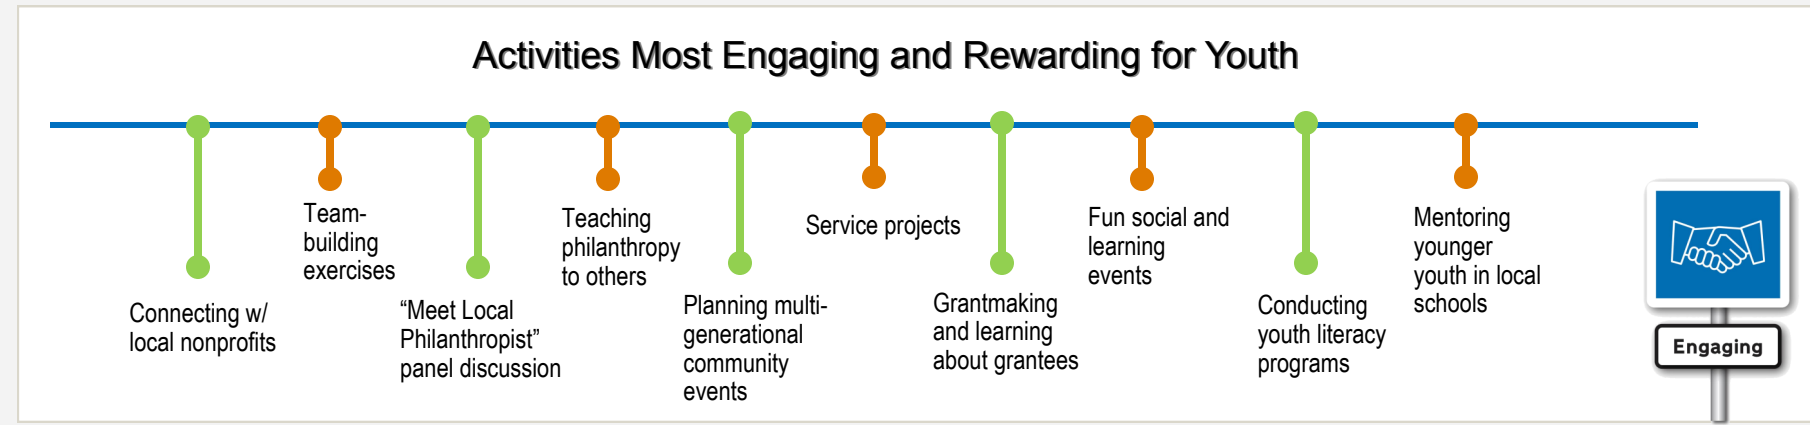 Activities Most Engaging and Rewarding for Youth
Connecting w/
local nonprofits
Team-
building
exercises
“Meet Local
Philanthropist”
panel discussion
Teaching
philanthropy
to others
Planning multi-
generational
community
events
Service projects
Grantmaking
and learning
about grantees
Fun social and
learning
events
Conducting
youth literacy
programs
Mentoring
younger
youth in local
schools
Engaging